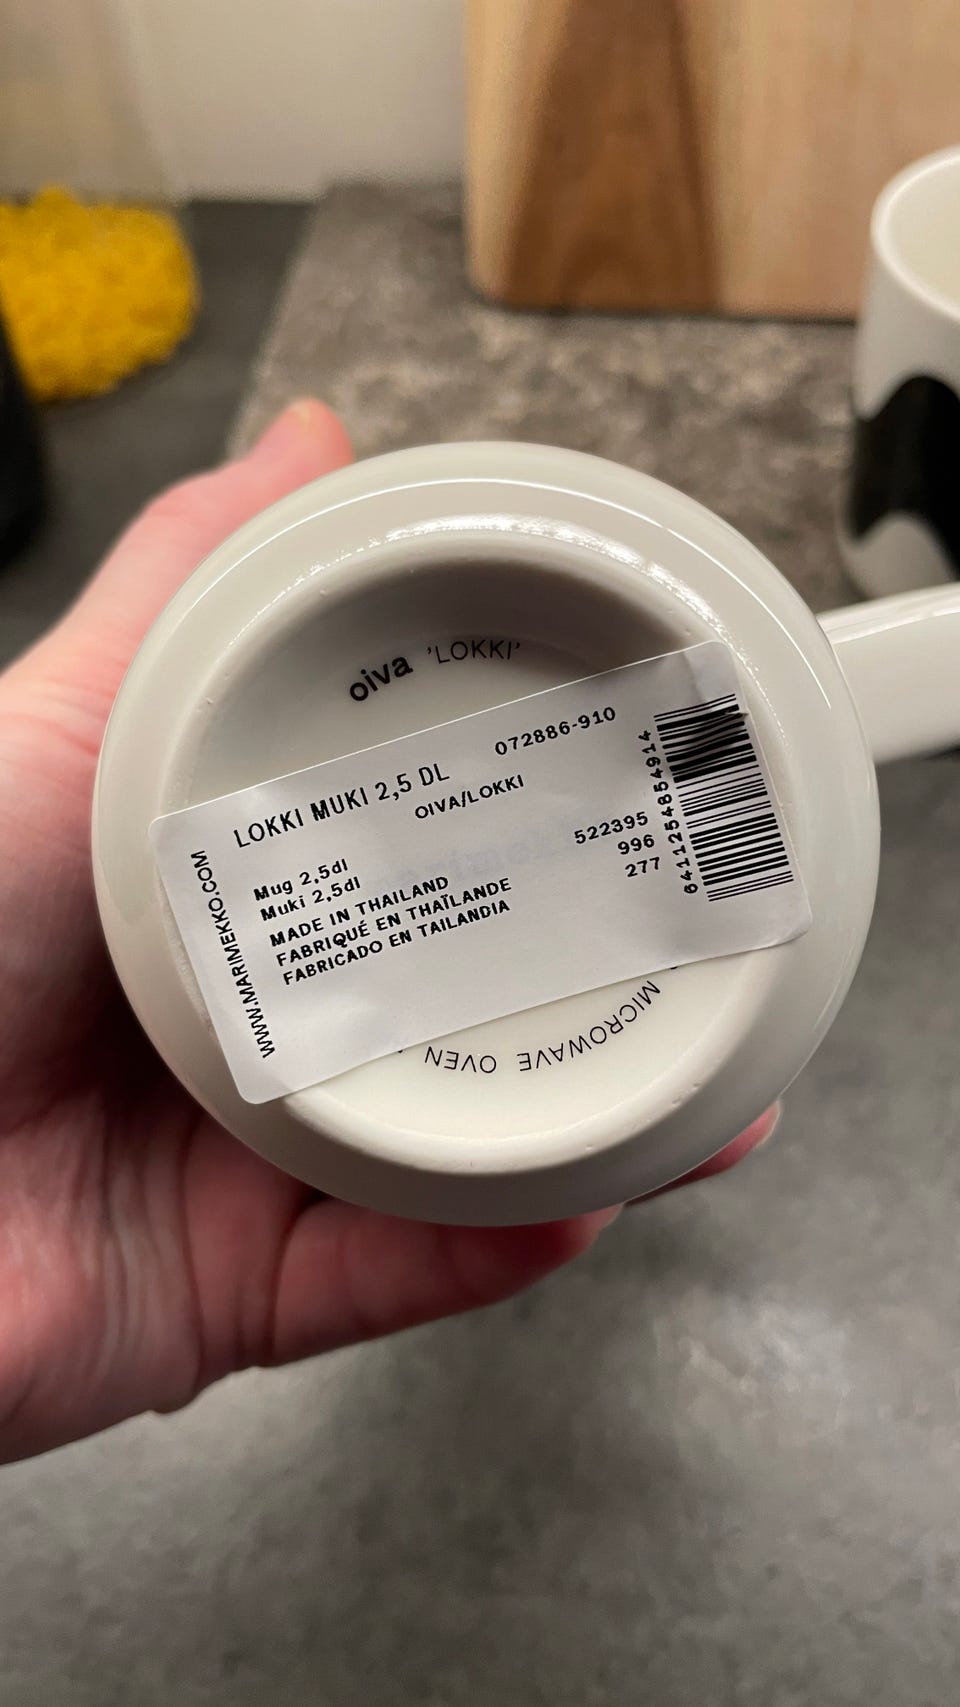 oiva 'LOKKI'
LOKKI MUKI 2,5 DL
072886-910
OIVA/LOKKI
Mug 2,5dl
Muki 2,5dl
MADE IN THAILAND
FABRIQUÉ EN THAÏLANDE
FABRICADO EN TAILANDIA
522395
996
277
6411254854914
WWW.MARIMEKKO.COM
MICROWAVE OVEN